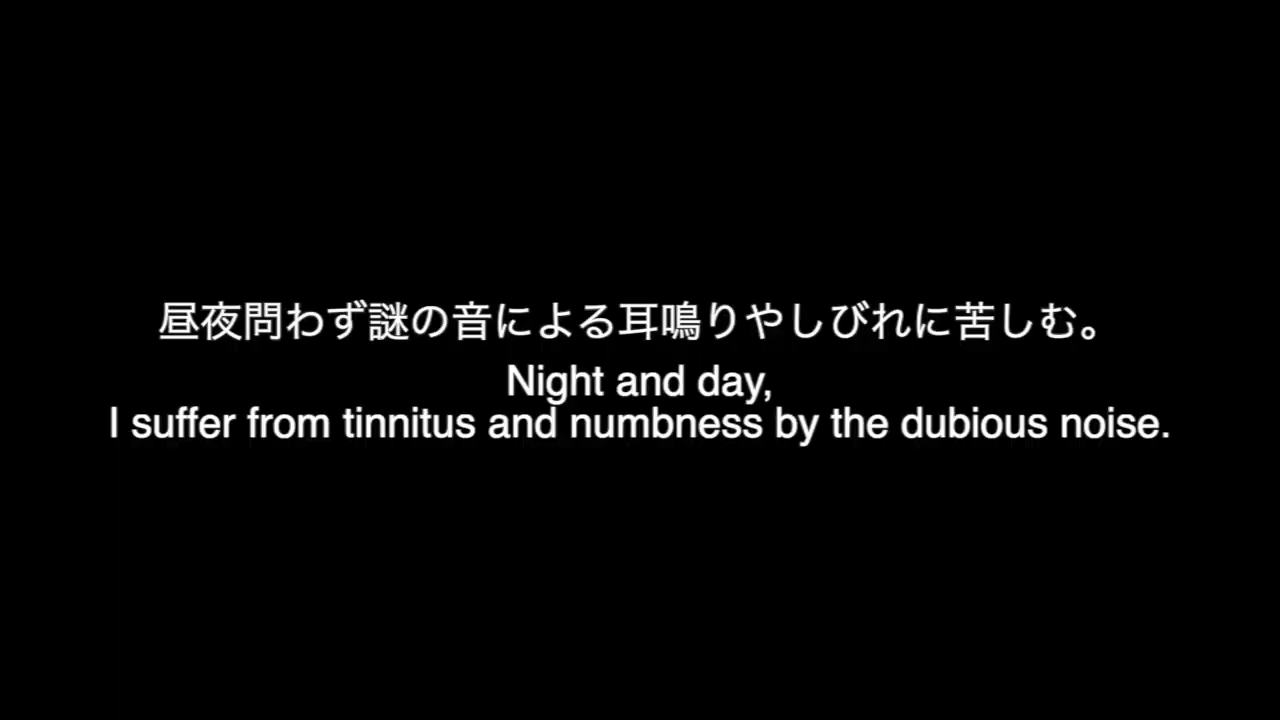 昼夜問わず謎の音による耳鳴りやしびれに苦しむ。
Night and day,
I suffer from tinnitus and numbness by the dubious noise.